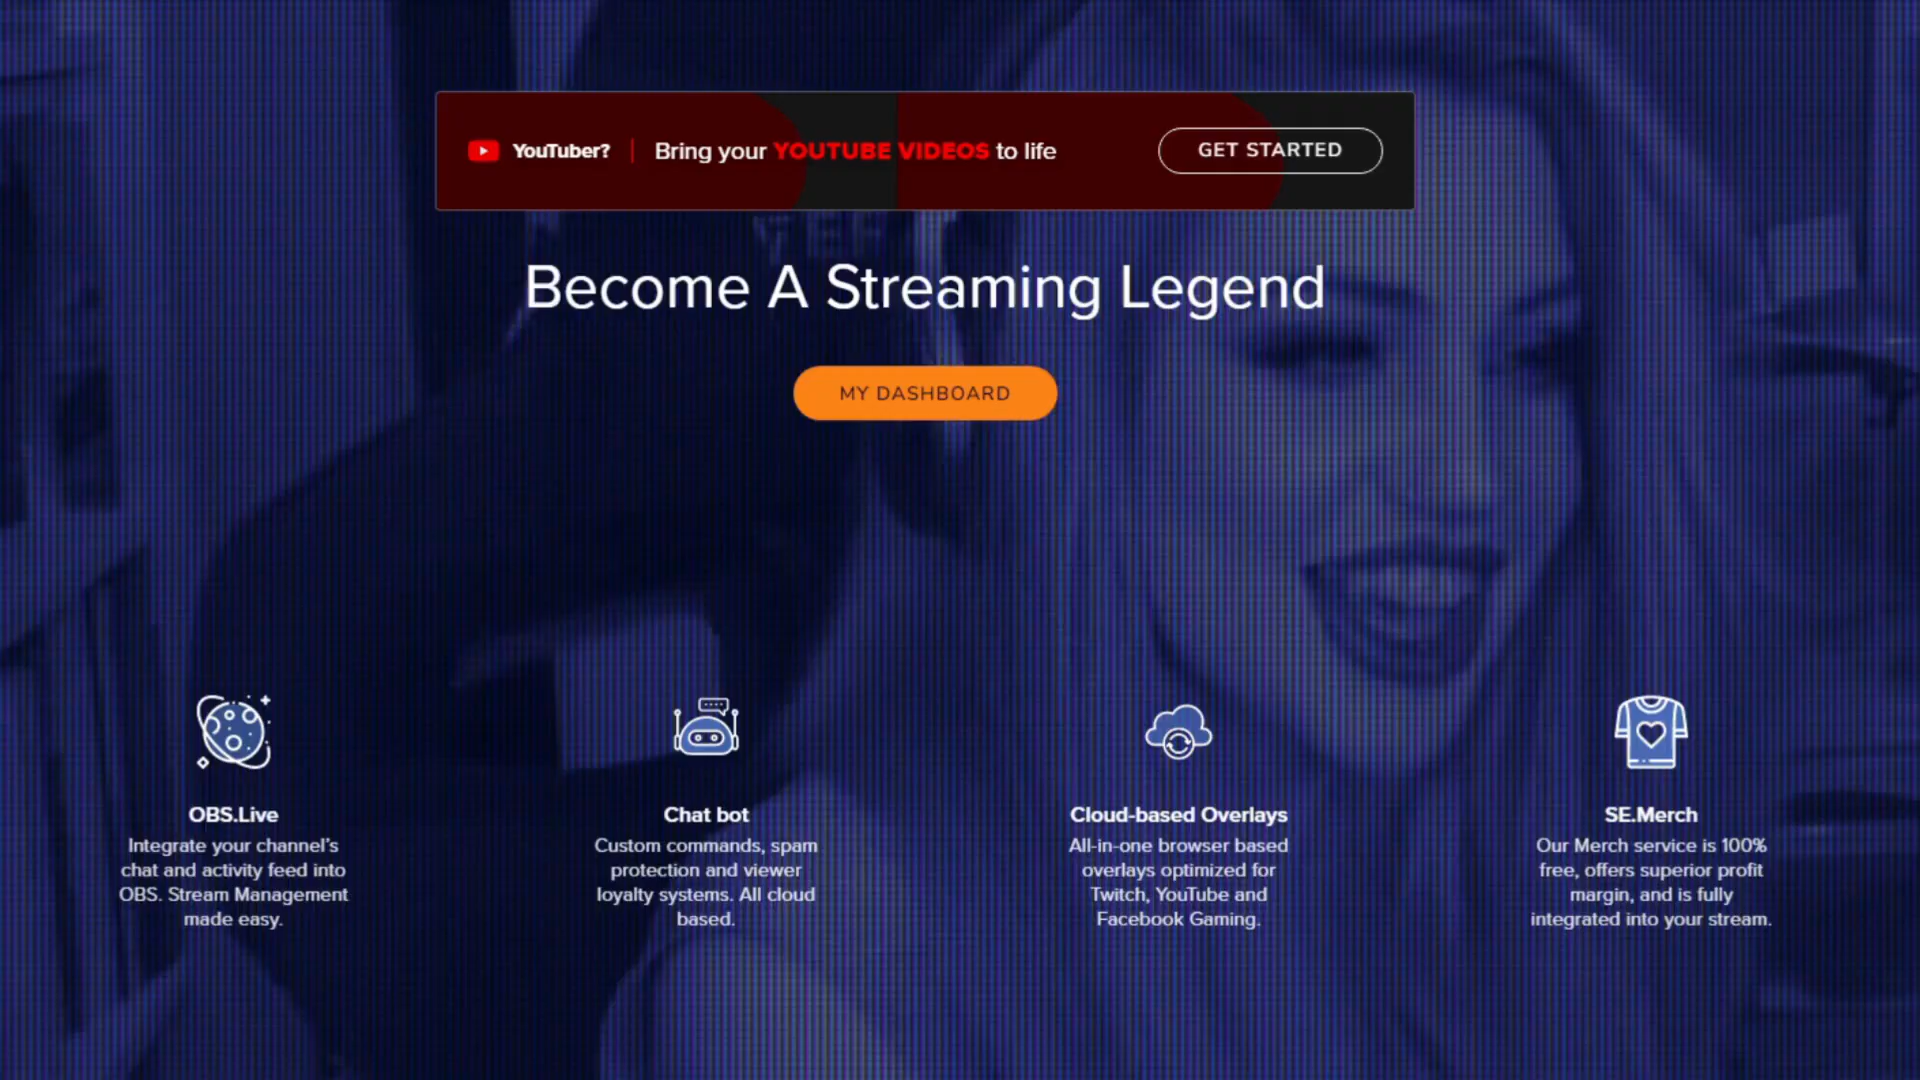 YouTuber? Bring your YOUTUBE VIDEOS to life GET STARTED
Become A Streaming Legend
MY DASHBOARD
OBS.Live
Integrate your channel's
chat and activity feed into
OBS. Stream Management
made easy.
Chat bot
Custom commands, spam
protection and viewer
loyalty systems. All cloud
based.
Cloud-based Overlays
All-in-one browser based
overlays optimized for
Twitch, YouTube and
Facebook Gaming.
SE.Merch
Our Merch service is 100%
free, offers superior profit
margin, and is fully
integrated into your stream.